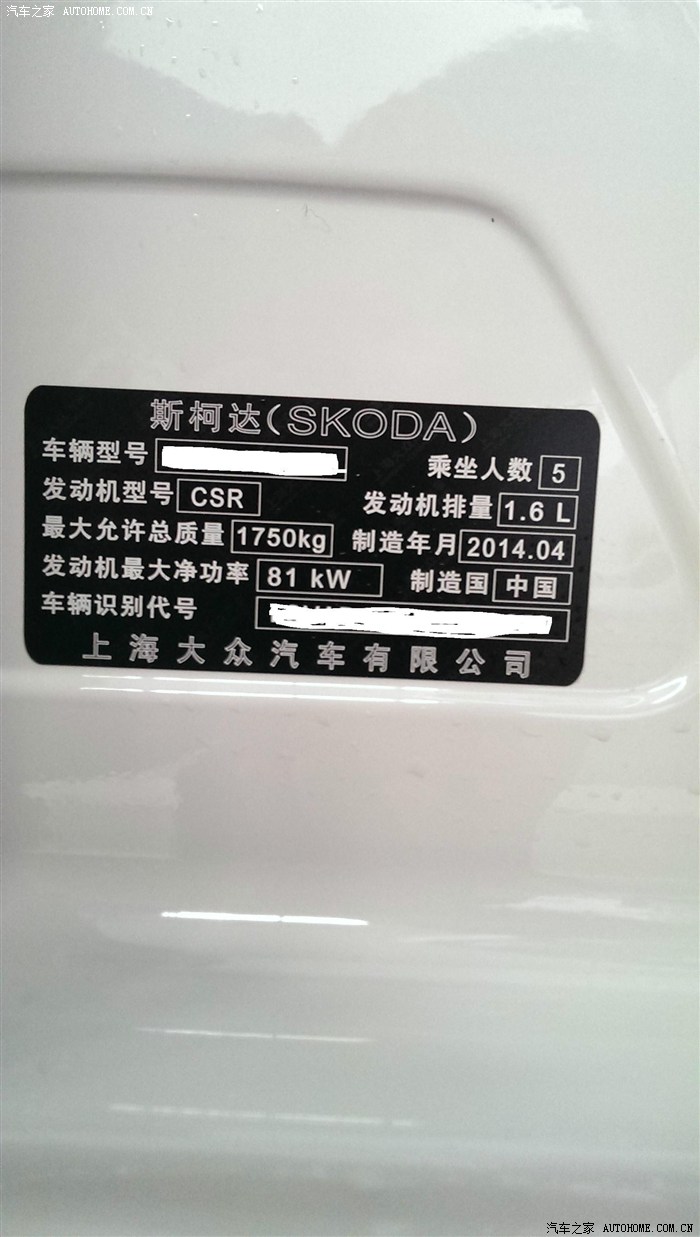 汽车之家 AUTOHOME.COM.CN
斯柯达(SKODA)
车辆型号 乘坐人数 5
发动机型号 CSR 发动机排量 1.6 L
最大允许总质量 1750kg 制造年月 2014.04
发动机最大净功率 81 kW 制造国 中国
车辆识别代号
上海大众汽车有限公司
汽车之家 AUTOHOME.COM.CN